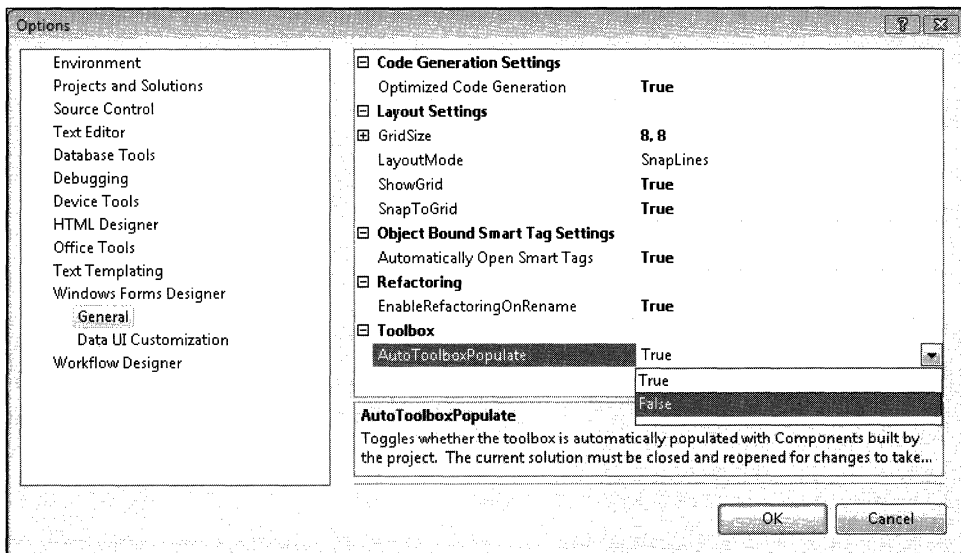 Options
Environment
Projects and Solutions
Source Control
Text Editor
Database Tools
Debugging
Device Tools
HTML Designer
Office Tools
Text Templating
Windows Forms Designer
General
Data UI Customization
Workflow Designer
Code Generation Settings
Optimized Code Generation True
Layout Settings
GridSize 8, 8
LayoutMode SnapLines
ShowGrid True
SnapToGrid True
Object Bound Smart Tag Settings
Automatically Open Smart Tags True
Refactoring
EnableRefactoringOnRename True
Toolbox
AutoToolboxPopulate True
True
False
AutoToolboxPopulate
Toggles whether the toolbox is automatically populated with Components built by
the project. The current solution must be closed and reopened for changes to take...
OK Cancel